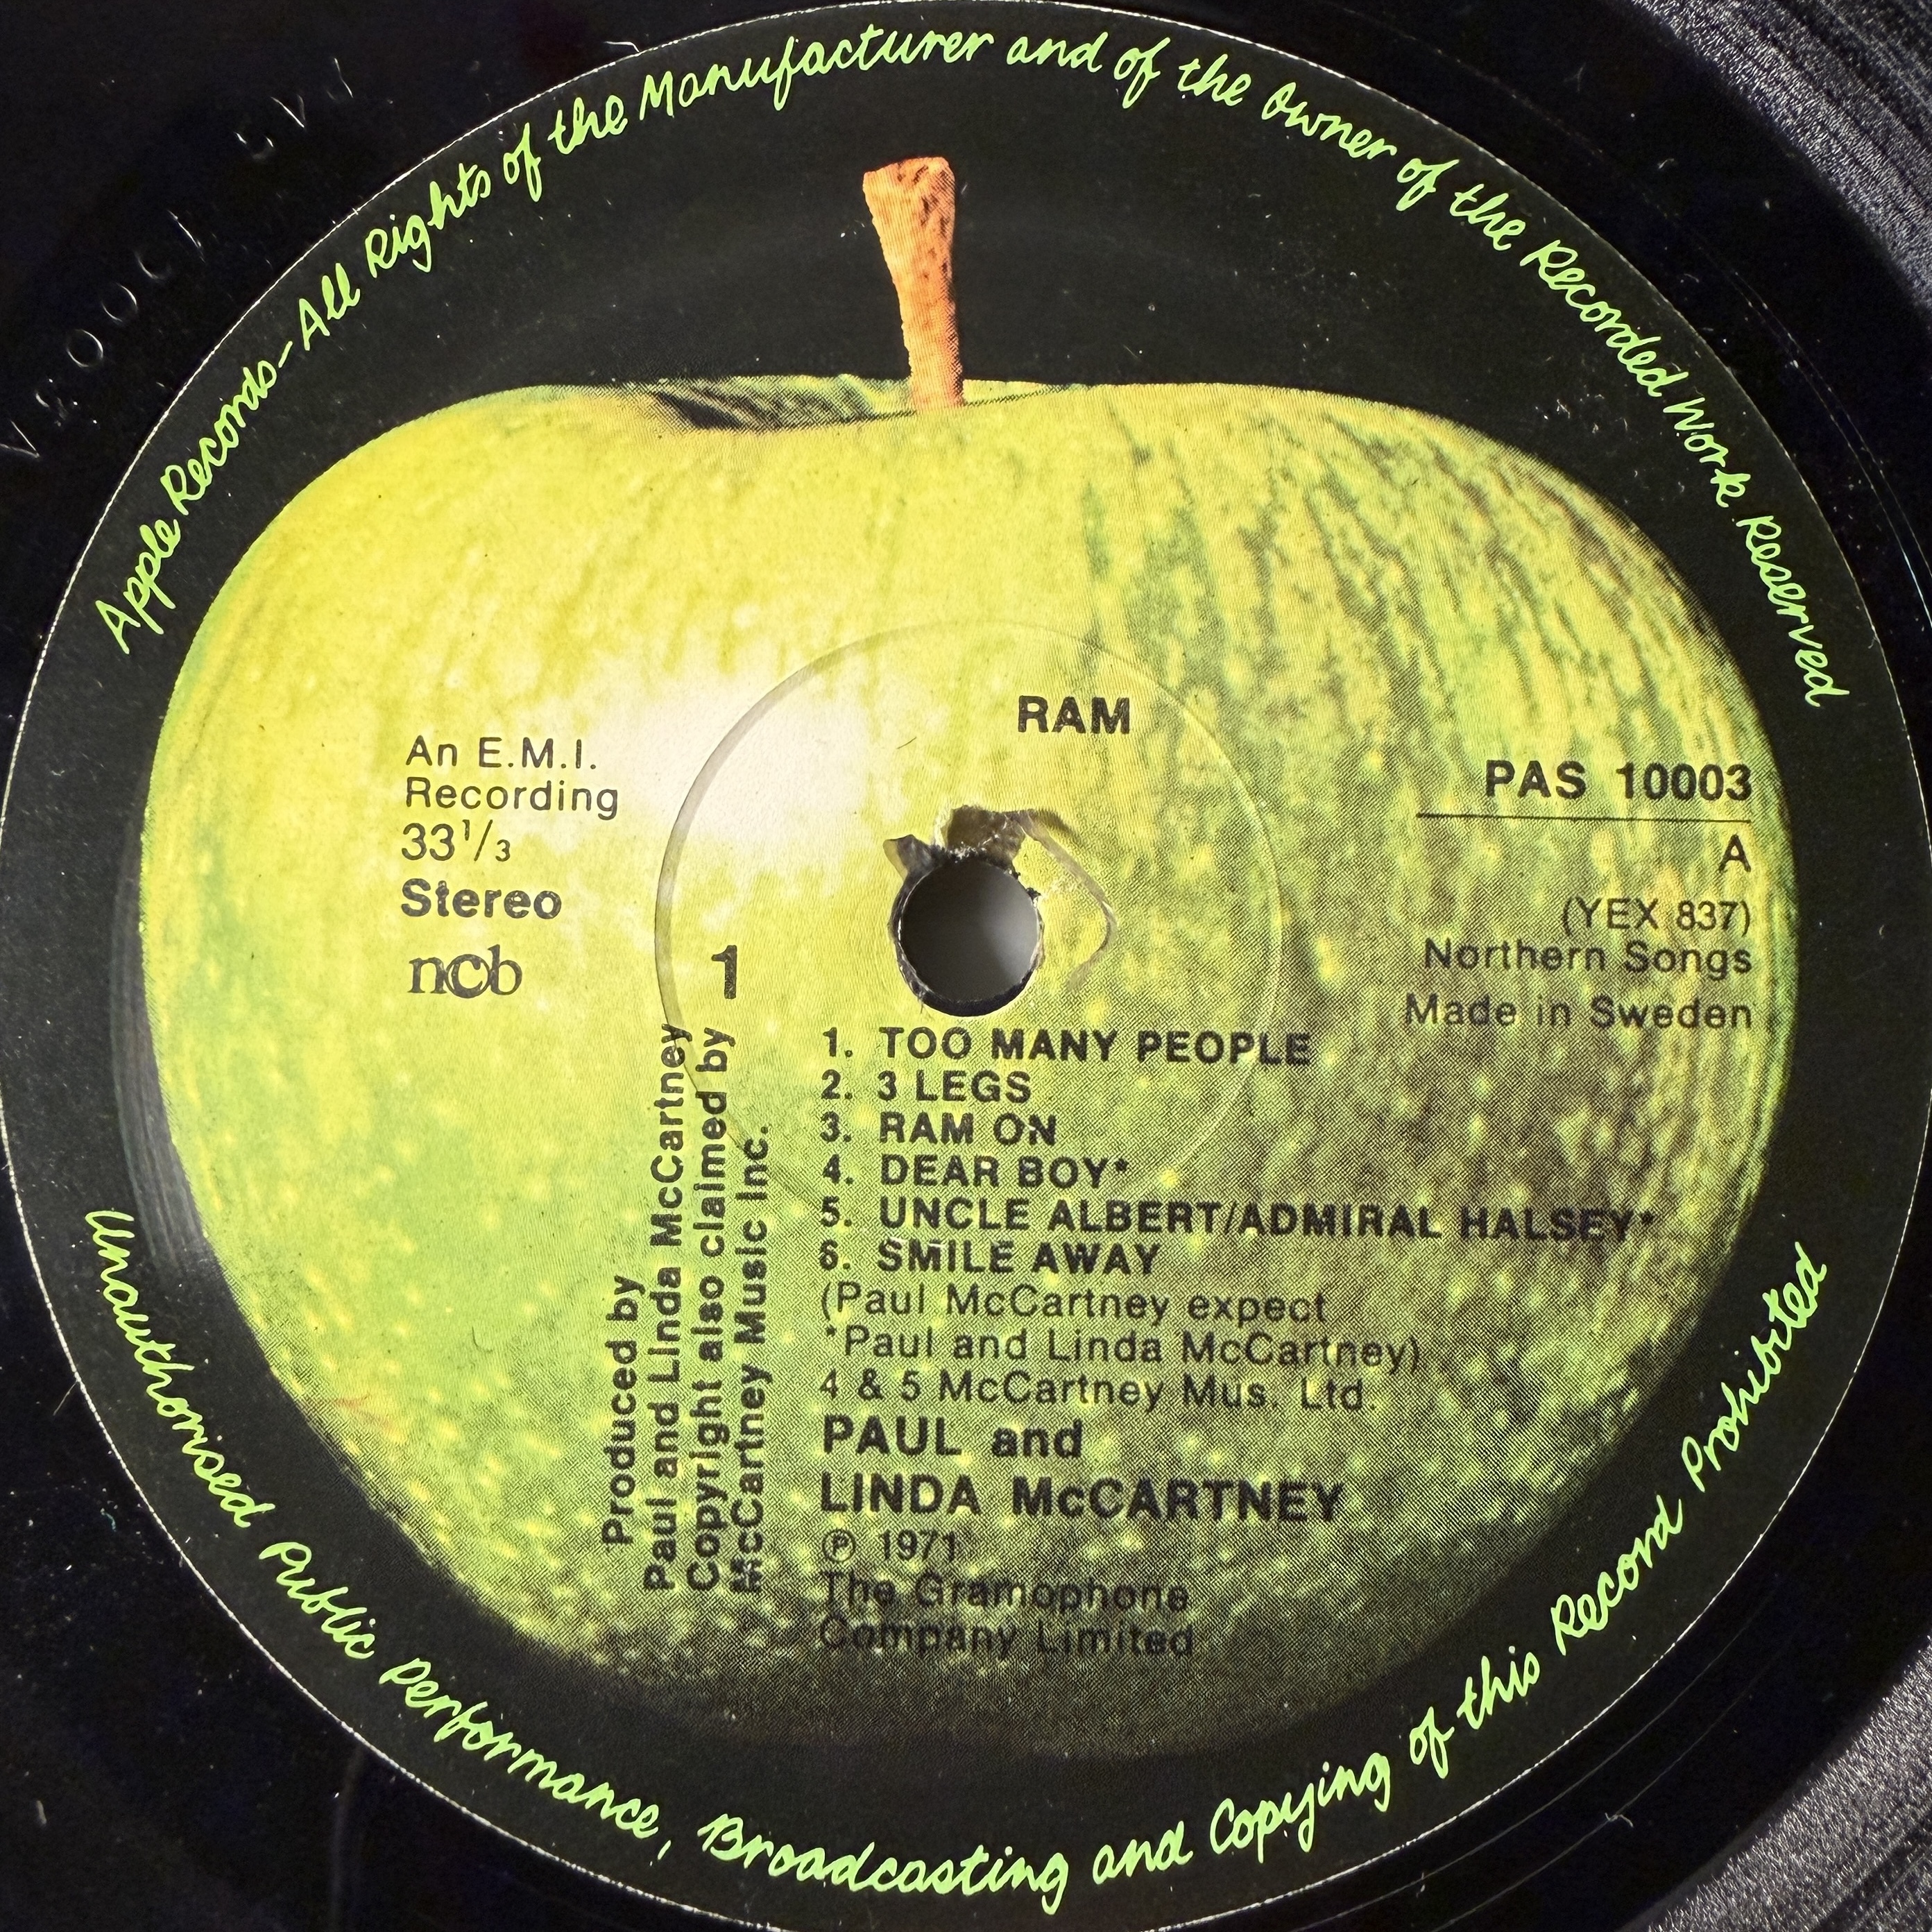 Apple Records-All Rights of the Manufacturer and of the Owner of the Recorded Work Reserved
RAM
An E.M.I.
Recording
33 1/3
Stereo
ncb
1
PAS 10003
A
(YEX 837)
Northern Songs
Made in Sweden
1. TOO MANY PEOPLE
2. 3 LEGS
3. RAM ON
4. DEAR BOY*
5. UNCLE ALBERT/ADMIRAL HALSEY*
6. SMILE AWAY
(Paul McCartney expect
*Paul and Linda McCartney)
4 & 5 McCartney Mus. Ltd.
PAUL and
LINDA McCARTNEY
℗ 1971
The Gramophone
Company Limited
Produced by
Paul and Linda McCartney
Copyright also claimed by
McCartney Music Inc.
Unauthorised Public Performance, Broadcasting and Copying of this Record Prohibited